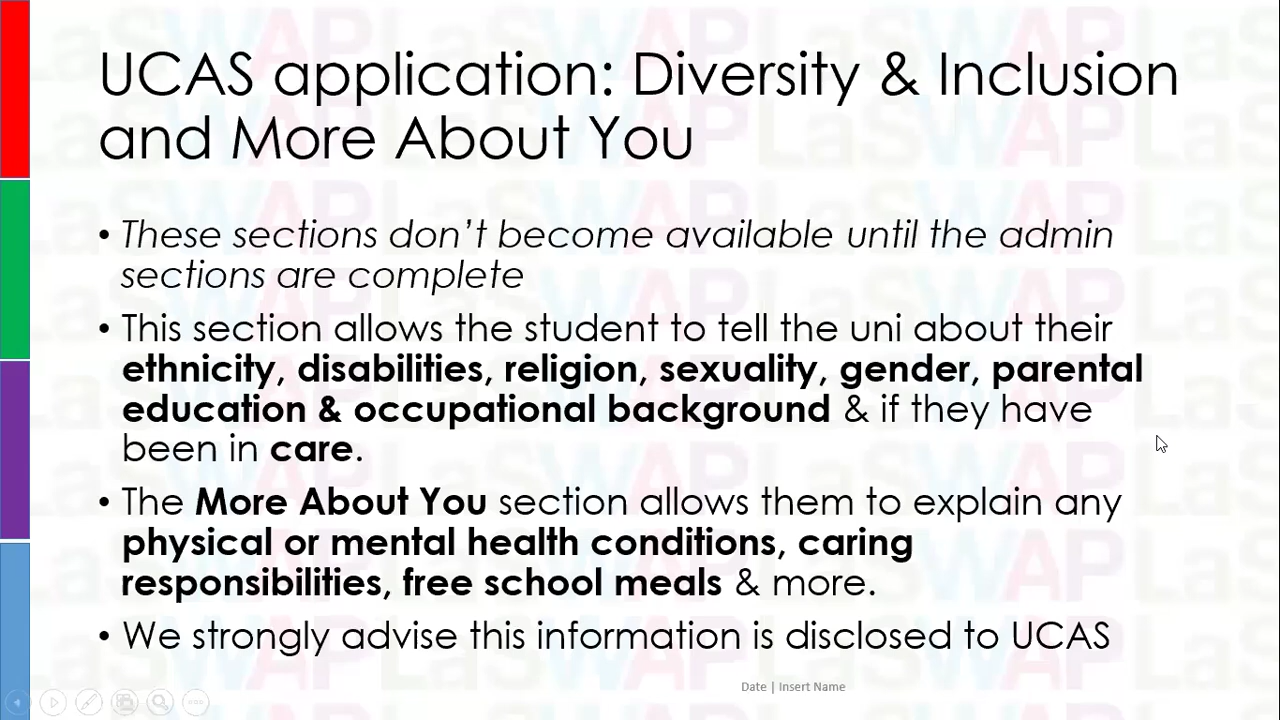 UCAS application: Diversity & Inclusion
and More About You
• These sections don’t become available until the admin
sections are complete
• This section allows the student to tell the uni about their
ethnicity, disabilities, religion, sexuality, gender, parental
education & occupational background & if they have
been in care.
• The More About You section allows them to explain any
physical or mental health conditions, caring
responsibilities, free school meals & more.
• We strongly advise this information is disclosed to UCAS
Date | Insert Name